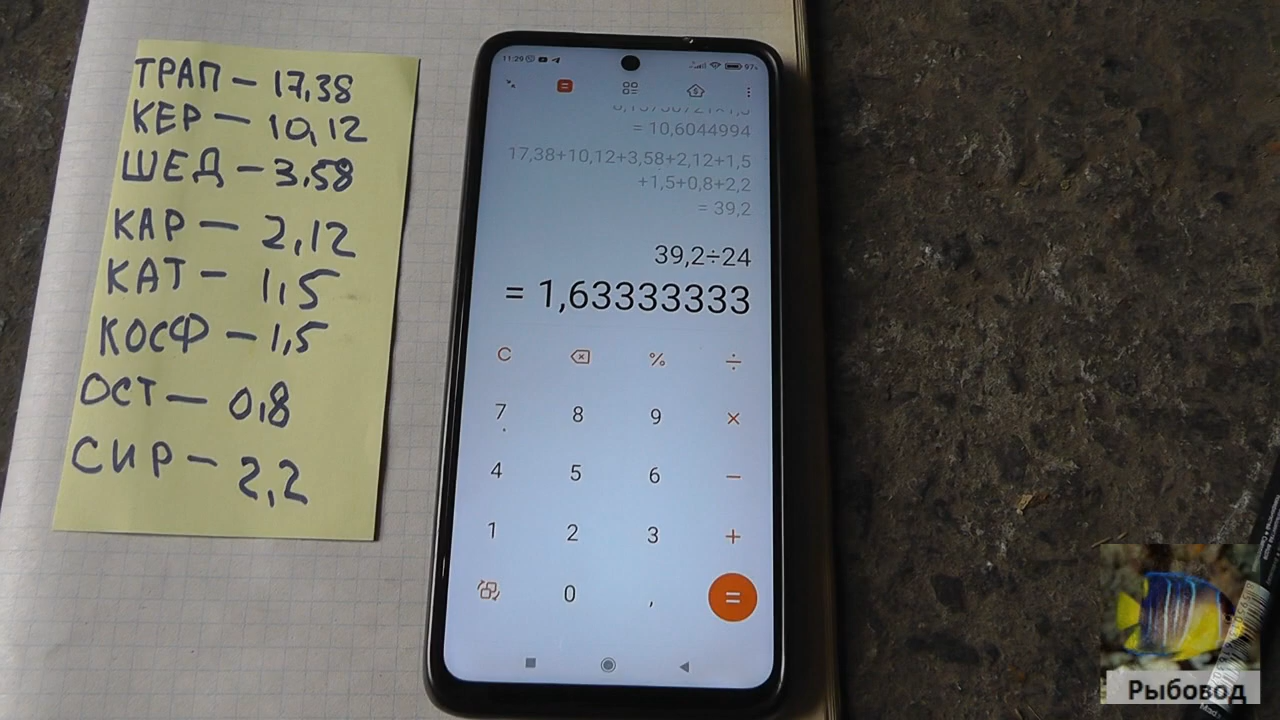 ТРАП – 17,38
КЕР – 10,12
ШЕД – 3,58
КАР – 2,12
КАТ – 1,5
КОСФ – 1,5
ОСТ – 0,8
СИР – 2,2
11:29
97%
= 10,6044994
17,38+10,12+3,58+2,12+1,5
+1,5+0,8+2,2
= 39,2
39,2÷24
= 1,63333333
C % ÷
7 8 9 ×
4 5 6 −
1 2 3 +
0 , =
Рыбовод